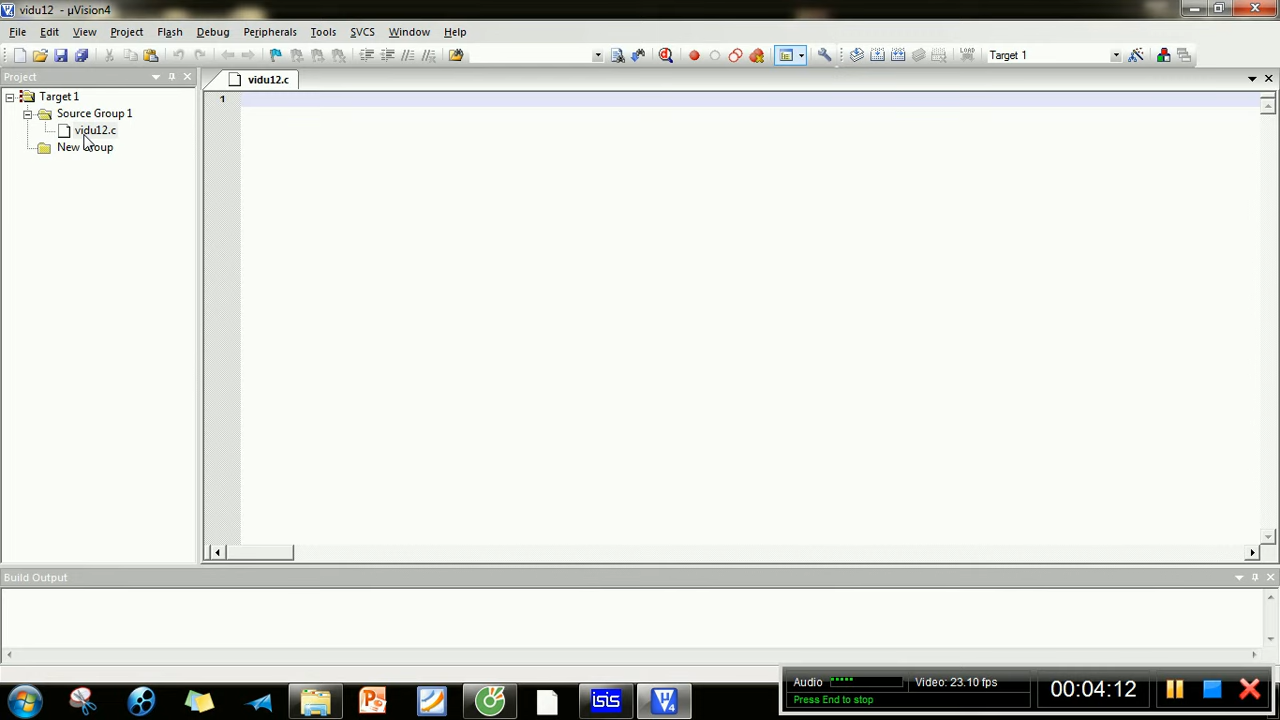 vidu12 - µVision4
File Edit View Project Flash Debug Peripherals Tools SVCS Window Help
LOAD Target 1
Project
vidu12.c
Target 1
Source Group 1
vidu12.c
New Group
1
Build Output
Audio Video: 23.10 fps
Press End to stop
00:04:12
isis